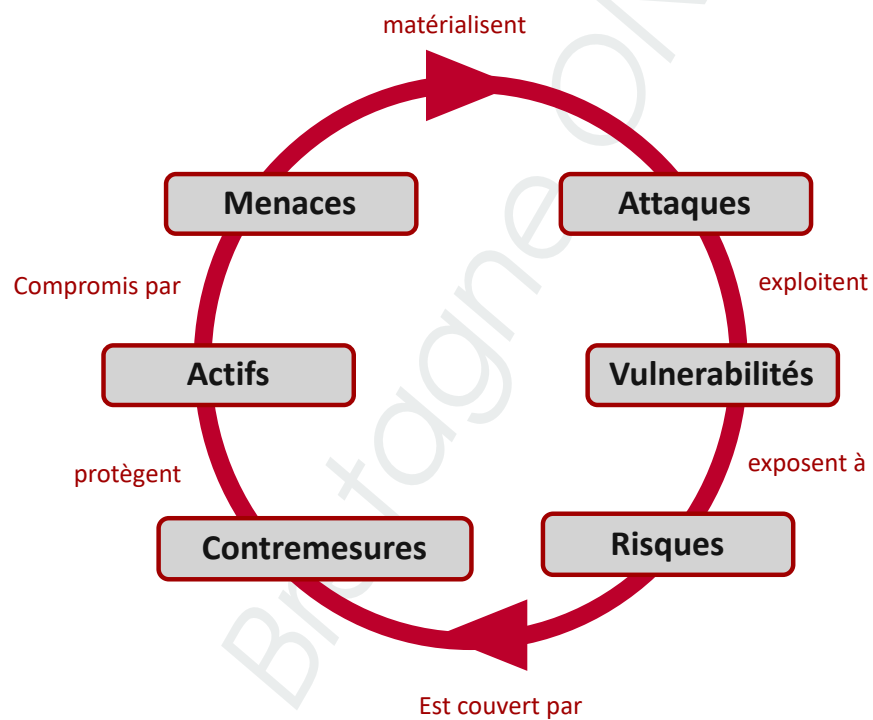 matérialisent
Menaces
Attaques
Compromis par
exploitent
Actifs
Vulnerabilités
protègent
exposent à
Contremesures
Risques
Est couvert par